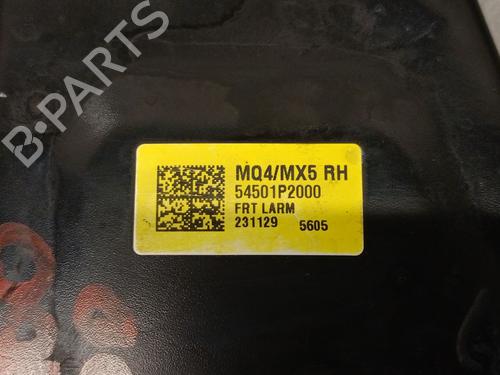 B-PARTS
MQ4/MX5 RH
54501P2000
FRT LARM
231129 5605